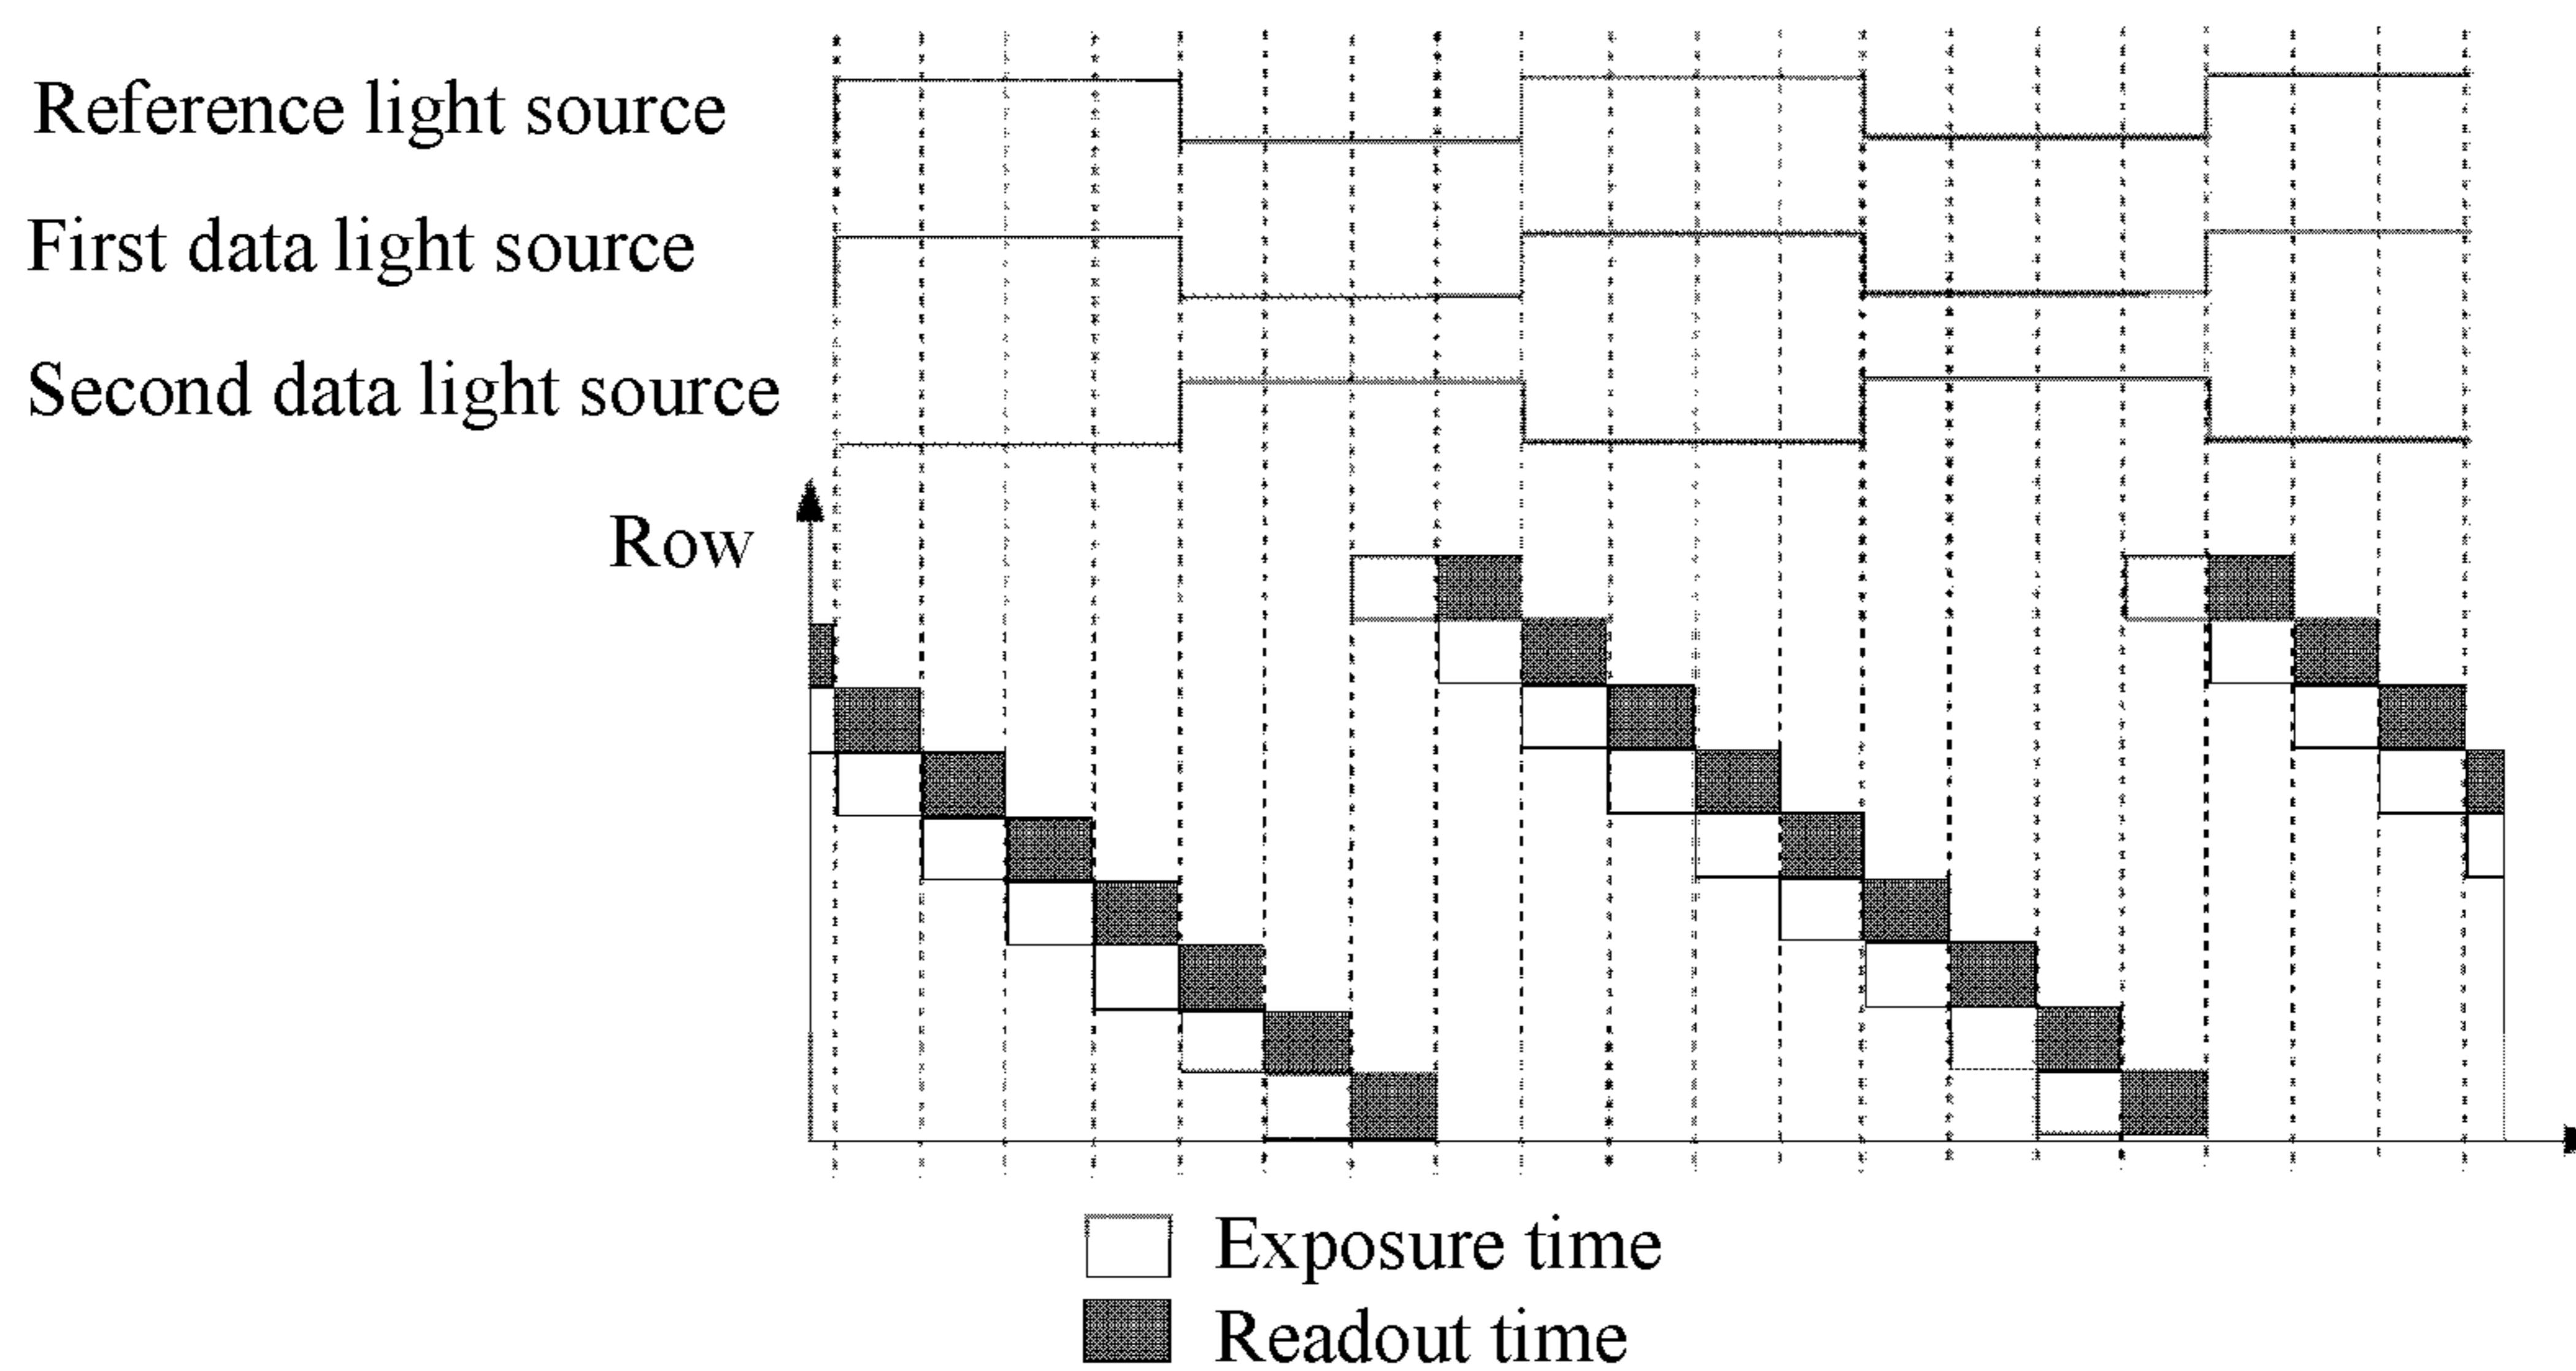 Reference light source
First data light source
Second data light source
Row
Exposure time
Readout time